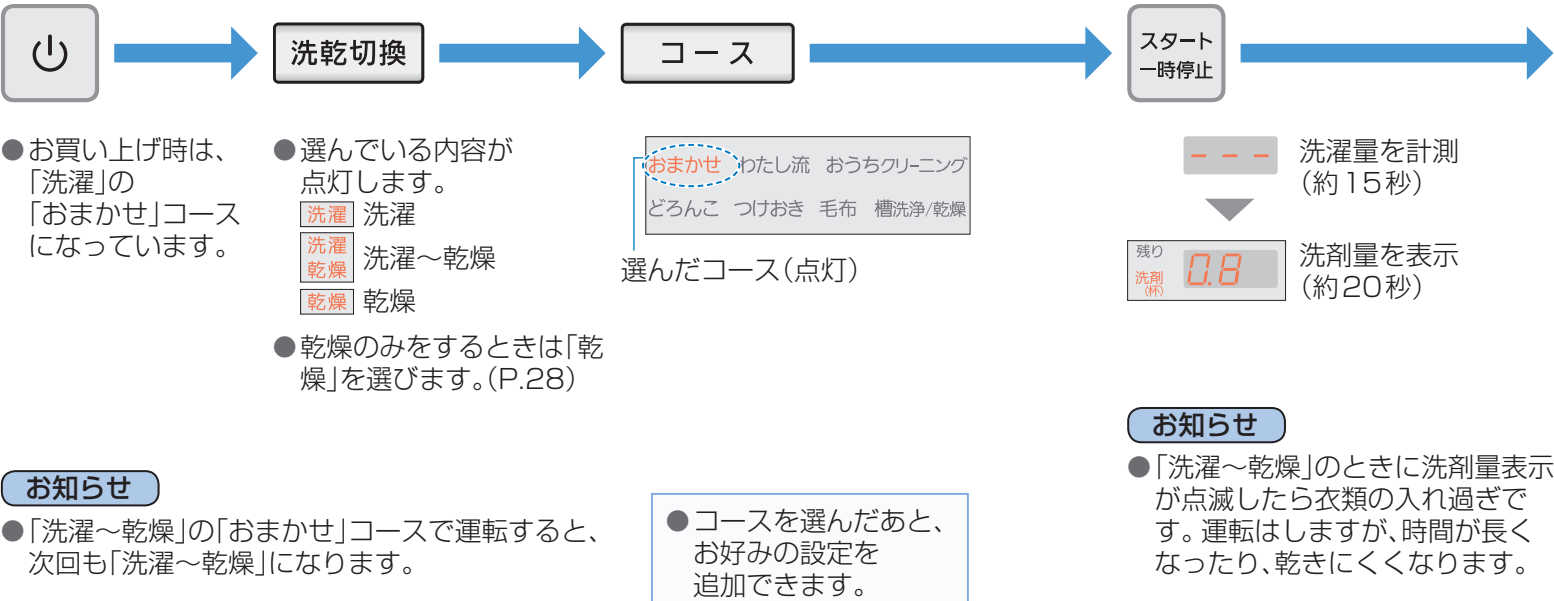 洗乾切換
コース
スタート
一時停止
●お買い上げ時は、
「洗濯」の
「おまかせ」コース
になっています。
●選んでいる内容が
点灯します。
洗濯 洗濯
洗濯
乾燥 洗濯～乾燥
乾燥 乾燥
●乾燥のみをするときは「乾
燥」を選びます。(P.28)
おまかせ わたし流 おうちクリーニング
どろんこ つけおき 毛布 槽洗浄/乾燥
選んだコース(点灯)
- - -
洗濯量を計測
(約15秒)
残り
洗剤
(杯)
0.8
洗剤量を表示
(約20秒)
お知らせ
●「洗濯～乾燥」の「おまかせ」コースで運転すると、
次回も「洗濯～乾燥」になります。
●コースを選んだあと、
お好みの設定を
追加できます。
お知らせ
●「洗濯～乾燥」のときに洗剤量表示
が点滅したら衣類の入れ過ぎで
す。運転はしますが、時間が長く
なったり、乾きにくくなります。